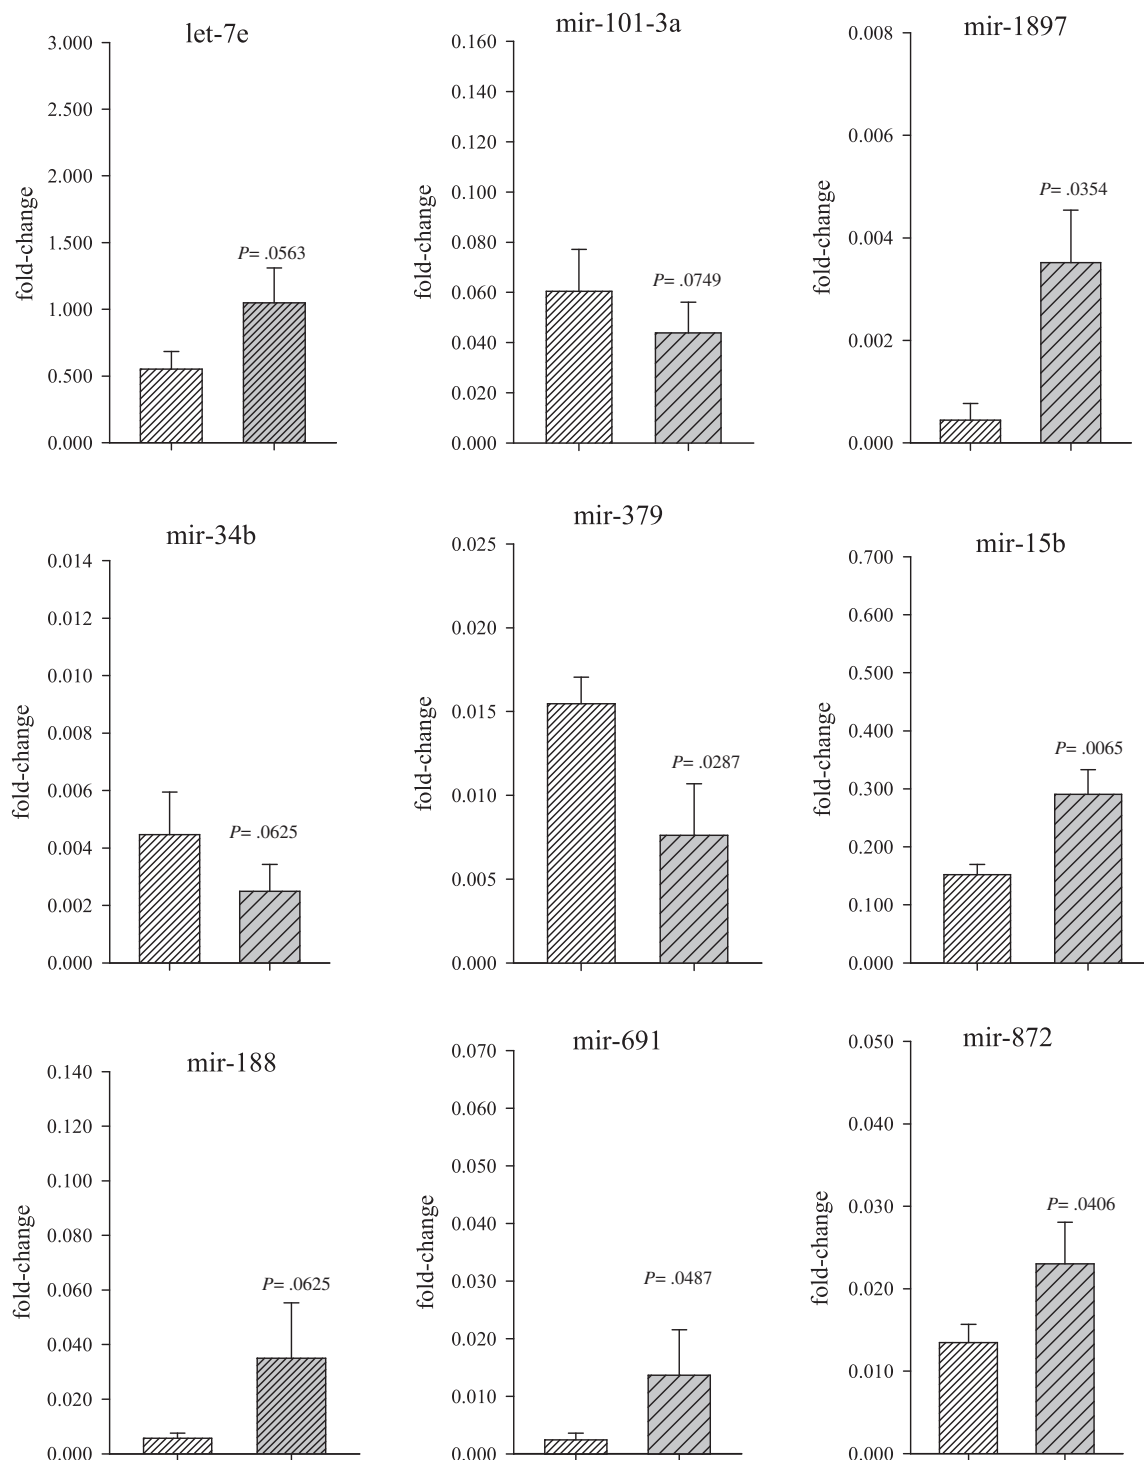 let-7e
3.000
2.500
2.000
1.500
1.000
0.500
0.000
fold-change
P= .0563
mir-101-3a
0.160
0.140
0.120
0.100
0.080
0.060
0.040
0.020
0.000
fold-change
P= .0749
mir-1897
0.008
0.006
0.004
0.002
0.000
fold-change
P= .0354
mir-34b
0.014
0.012
0.010
0.008
0.006
0.004
0.002
0.000
fold-change
P= .0625
mir-379
0.025
0.020
0.015
0.010
0.005
0.000
fold-change
P= .0287
mir-15b
0.700
0.600
0.500
0.400
0.300
0.200
0.100
0.000
fold-change
P= .0065
mir-188
0.140
0.120
0.100
0.080
0.060
0.040
0.020
0.000
fold-change
P= .0625
mir-691
0.070
0.060
0.050
0.040
0.030
0.020
0.010
0.000
fold-change
P= .0487
mir-872
0.050
0.040
0.030
0.020
0.010
0.000
fold-change
P= .0406